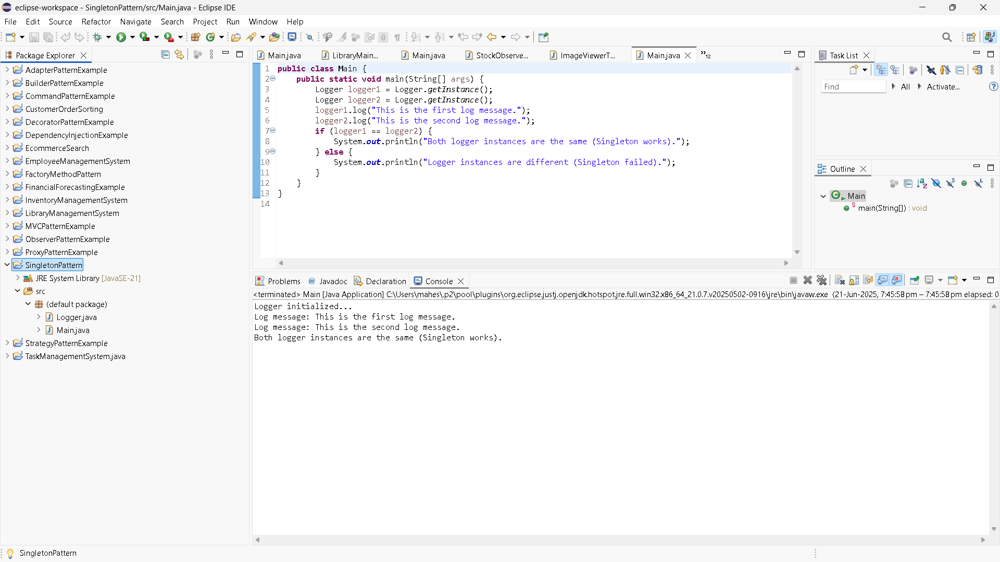 eclipse-workspace - SingletonPattern/src/Main.java - Eclipse IDE
File Edit Source Refactor Navigate Search Project Run Window Help
Package Explorer
AdapterPatternExample
BuilderPatternExample
CommandPatternExample
CustomerOrderSorting
DecoratorPatternExample
DependencyInjectionExample
EcommerceSearch
EmployeeManagementSystem
FactoryMethodPattern
FinancialForecastingExample
InventoryManagementSystem
LibraryManagementSystem
MVCPatternExample
ObserverPatternExample
ProxyPatternExample
SingletonPattern
JRE System Library [JavaSE-21]
src
(default package)
Logger.java
Main.java
StrategyPatternExample
TaskManagementSystem.java
Main.java LibraryMain... Main.java StockObserve... ImageViewerT... Main.java »12
1 public class Main {
2 public static void main(String[] args) {
3 Logger logger1 = Logger.getInstance();
4 Logger logger2 = Logger.getInstance();
5 logger1.log("This is the first log message.");
6 logger2.log("This is the second log message.");
7 if (logger1 == logger2) {
8 System.out.println("Both logger instances are the same (Singleton works).");
9 } else {
10 System.out.println("Logger instances are different (Singleton failed).");
11 }
12 }
13 }
14
Task List
Find All Activate...
Outline
Main
main(String[]) : void
Problems @ Javadoc Declaration Console
<terminated> Main [Java Application] C:\Users\mahes\.p2\pool\plugins\org.eclipse.justj.openjdk.hotspot.jre.full.win32.x86_64_21.0.7.v20250502-0916\jre\bin\javaw.exe (21-Jun-2025, 7:45:58 pm – 7:45:58 pm elapsed: 0
Logger initialized...
Log message: This is the first log message.
Log message: This is the second log message.
Both logger instances are the same (Singleton works).
SingletonPattern